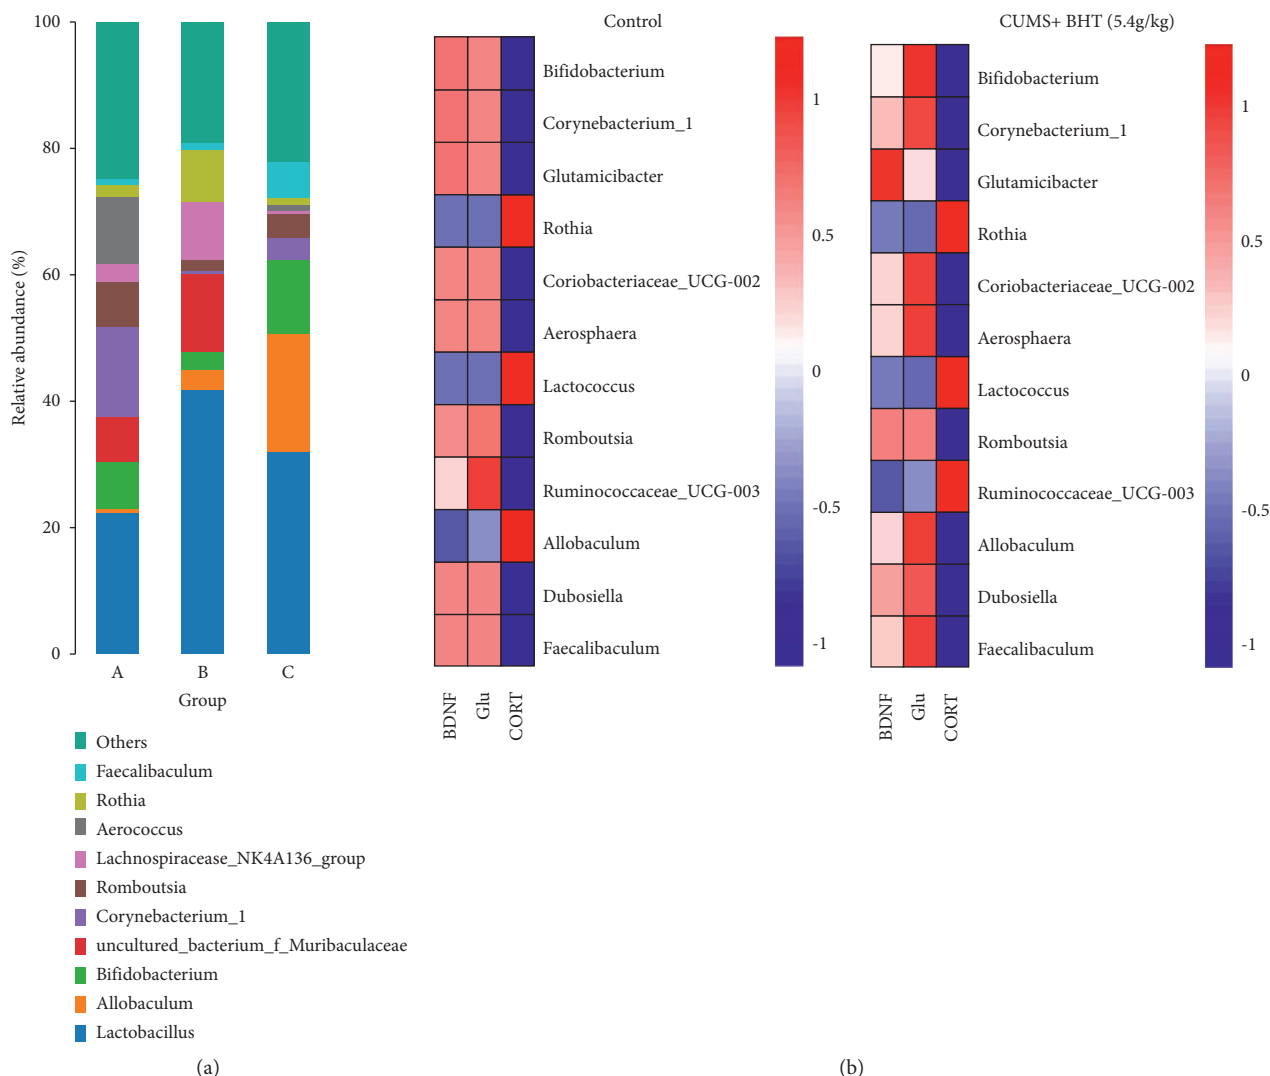 Relative abundance (%)
100
80
60
40
20
0
A B C
Group
Others
Faecalibaculum
Rothia
Aerococcus
Lachnospiracease_NK4A136_group
Romboutsia
Corynebacterium_1
uncultured_bacterium_f_Muribaculaceae
Bifidobacterium
Allobaculum
Lactobacillus
(a)
Control
Bifidobacterium
Corynebacterium_1
Glutamicibacter
Rothia
Coriobacteriaceae_UCG-002
Aerosphaera
Lactococcus
Romboutsia
Ruminococcaceae_UCG-003
Allobaculum
Dubosiella
Faecalibaculum
BDNF
Glu
CORT
1
0.5
0
-0.5
-1
CUMS+ BHT (5.4g/kg)
Bifidobacterium
Corynebacterium_1
Glutamicibacter
Rothia
Coriobacteriaceae_UCG-002
Aerosphaera
Lactococcus
Romboutsia
Ruminococcaceae_UCG-003
Allobaculum
Dubosiella
Faecalibaculum
BDNF
Glu
CORT
1
0.5
0
-0.5
-1
(b)